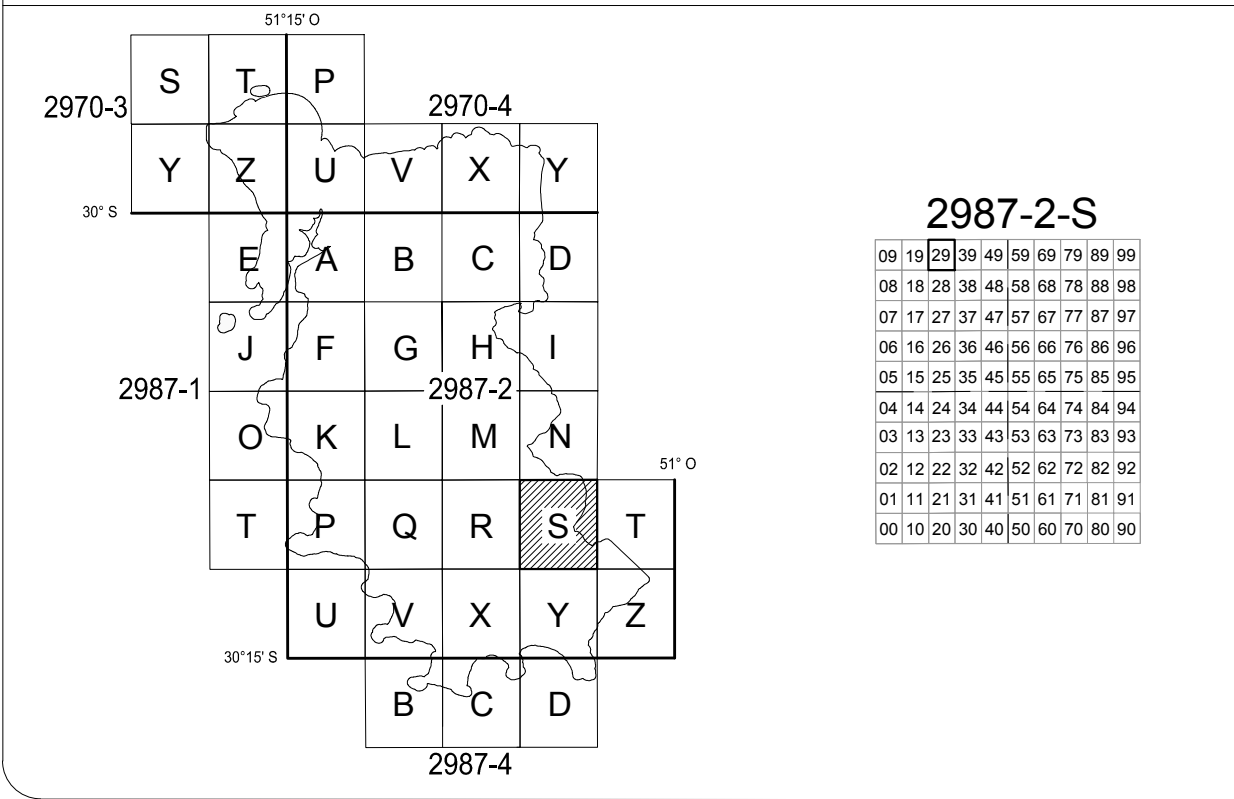 51°15' O
S T P
2970-3 2970-4
Y Z U V X Y
30° S
E A B C D
J F G H I
2987-1 2987-2
O K L M N
51° O
T P Q R S T
U V X Y Z
30°15' S
B C D
2987-4
2987-2-S
09 19 29 39 49 59 69 79 89 99
08 18 28 38 48 58 68 78 88 98
07 17 27 37 47 57 67 77 87 97
06 16 26 36 46 56 66 76 86 96
05 15 25 35 45 55 65 75 85 95
04 14 24 34 44 54 64 74 84 94
03 13 23 33 43 53 63 73 83 93
02 12 22 32 42 52 62 72 82 92
01 11 21 31 41 51 61 71 81 91
00 10 20 30 40 50 60 70 80 90